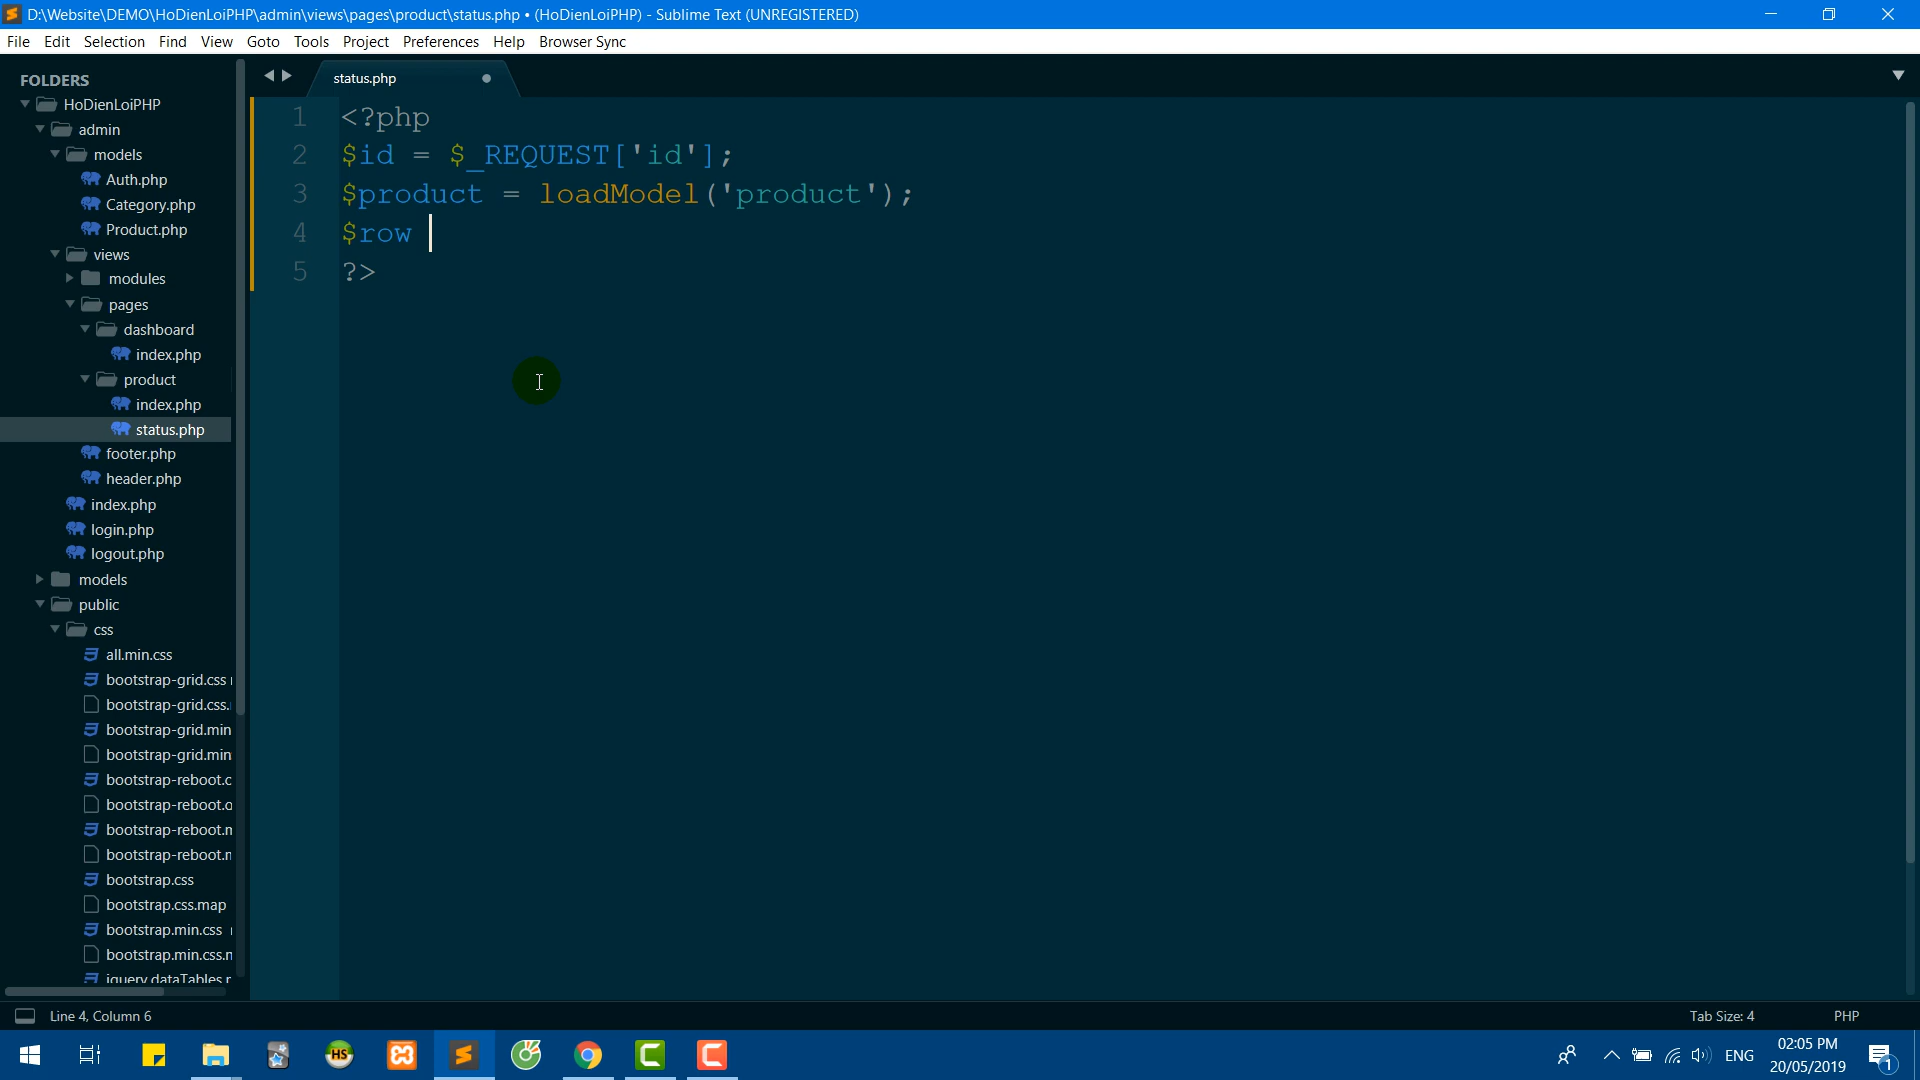 D:\Website\DEMO\HoDienLoiPHP\admin\views\pages\product\status.php • (HoDienLoiPHP) - Sublime Text (UNREGISTERED)
File Edit Selection Find View Goto Tools Project Preferences Help Browser Sync
FOLDERS
HoDienLoiPHP
admin
models
Auth.php
Category.php
Product.php
views
modules
pages
dashboard
index.php
product
index.php
status.php
footer.php
header.php
index.php
login.php
logout.php
models
public
css
all.min.css
bootstrap-grid.css
bootstrap-grid.css.
bootstrap-grid.min
bootstrap-grid.min
bootstrap-reboot.c
bootstrap-reboot.c
bootstrap-reboot.m
bootstrap-reboot.m
bootstrap.css
bootstrap.css.map
bootstrap.min.css
bootstrap.min.css.m
jquery.dataTables.m
status.php
1 <?php
2 $id = $_REQUEST['id'];
3 $product = loadModel('product');
4 $row
5 ?>
Line 4, Column 6
Tab Size: 4
PHP
HS
ENG
02:05 PM
20/05/2019
1